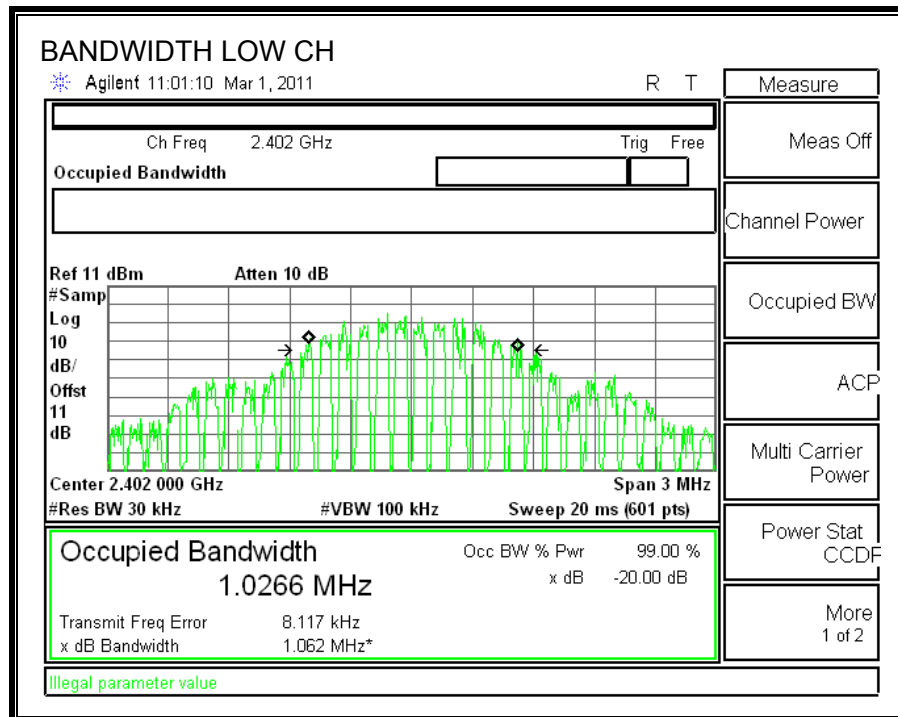 BANDWIDTH LOW CH
Agilent 11:01:10 Mar 1, 2011 R T
Ch Freq 2.402 GHz Trig Free
Occupied Bandwidth
Ref 11 dBm Atten 10 dB
#Samp
Log
10
dB/
Offst
11
dB
Center 2.402 000 GHz Span 3 MHz
#Res BW 30 kHz #VBW 100 kHz Sweep 20 ms (601 pts)
Occupied Bandwidth Occ BW % Pwr 99.00 %
1.0266 MHz x dB -20.00 dB
Transmit Freq Error 8.117 kHz
x dB Bandwidth 1.062 MHz*
Illegal parameter value
Measure
Meas Off
Channel Power
Occupied BW
ACP
Multi Carrier
Power
Power Stat
CCDF
More
1 of 2